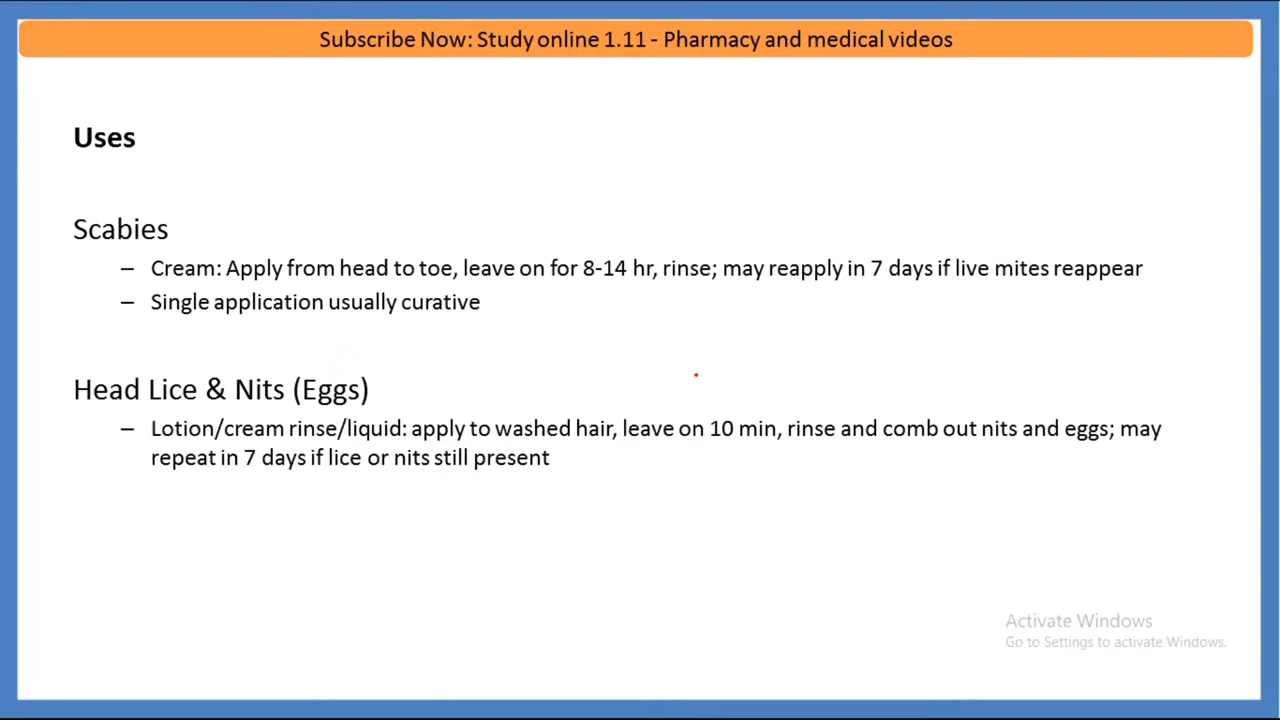 Subscribe Now: Study online 1.11 - Pharmacy and medical videos
Uses
Scabies
– Cream: Apply from head to toe, leave on for 8-14 hr, rinse; may reapply in 7 days if live mites reappear
– Single application usually curative
Head Lice & Nits (Eggs)
– Lotion/cream rinse/liquid: apply to washed hair, leave on 10 min, rinse and comb out nits and eggs; may
repeat in 7 days if lice or nits still present
Activate Windows
Go to Settings to activate Windows.